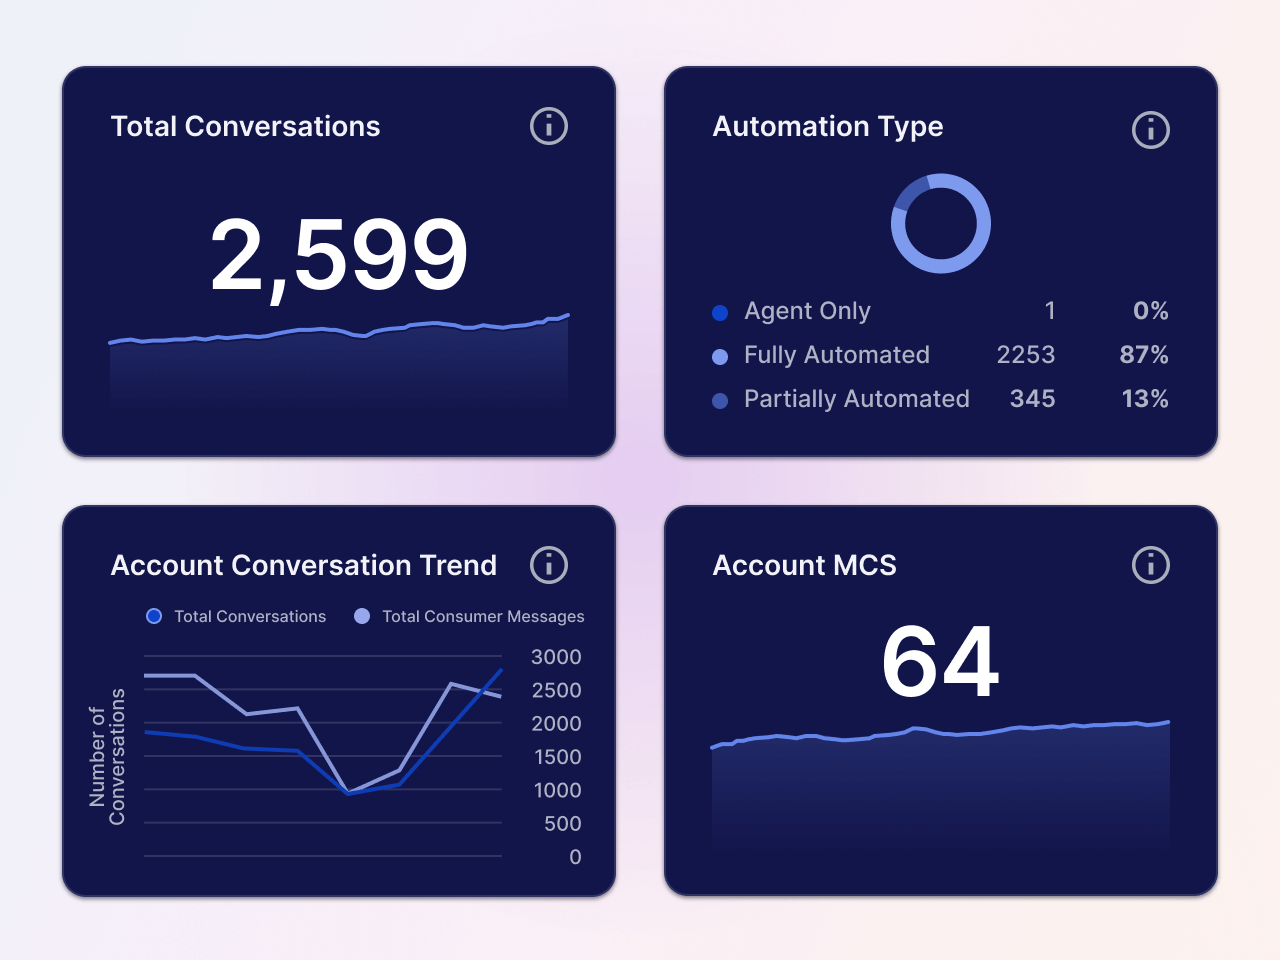 Total Conversations
2,599
Automation Type
Agent Only 1 0%
Fully Automated 2253 87%
Partially Automated 345 13%
Account Conversation Trend
Total Conversations Total Consumer Messages
3000
2500
2000
1500
1000
500
0
Number of
Conversations
Account MCS
64